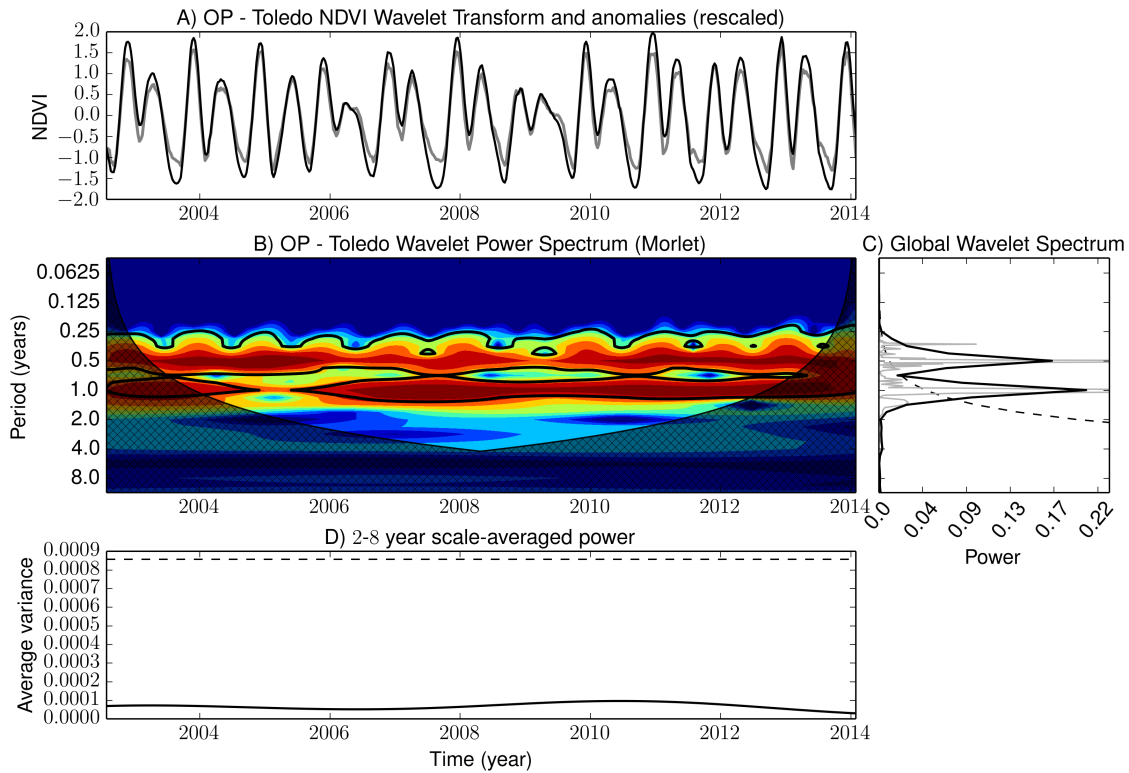 A) OP - Toledo NDVI Wavelet Transform and anomalies (rescaled)
NDVI
2.0
1.5
1.0
0.5
0.0
−0.5
−1.0
−1.5
−2.0
2004 2006 2008 2010 2012 2014
B) OP - Toledo Wavelet Power Spectrum (Morlet)
Period (years)
0.0625
0.125
0.25
0.5
1.0
2.0
4.0
8.0
2004 2006 2008 2010 2012 2014
C) Global Wavelet Spectrum
0.0 0.04 0.09 0.13 0.17 0.22
Power
D) 2-8 year scale-averaged power
Average variance
0.0009
0.0008
0.0007
0.0006
0.0005
0.0004
0.0003
0.0002
0.0001
0.0000
2004 2006 2008 2010 2012 2014
Time (year)